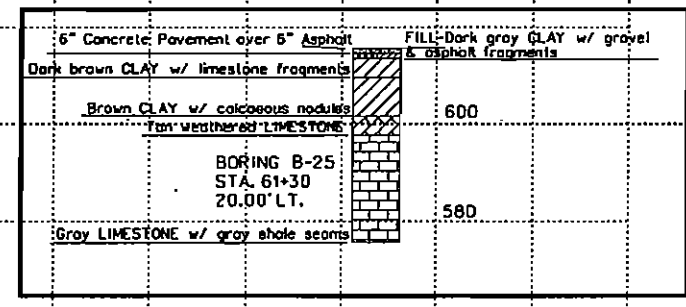 6" Concrete Pavement over 6" Asphalt
FILL-Dark gray CLAY w/ gravel
& asphalt fragments
Dark brown CLAY w/ limestone fragments
Brown CLAY w/ calcaeous nodules
600
Tan weathered LIMESTONE
BORING B-25
STA. 61+30
20.00' LT.
580
Gray LIMESTONE w/ gray shale seams